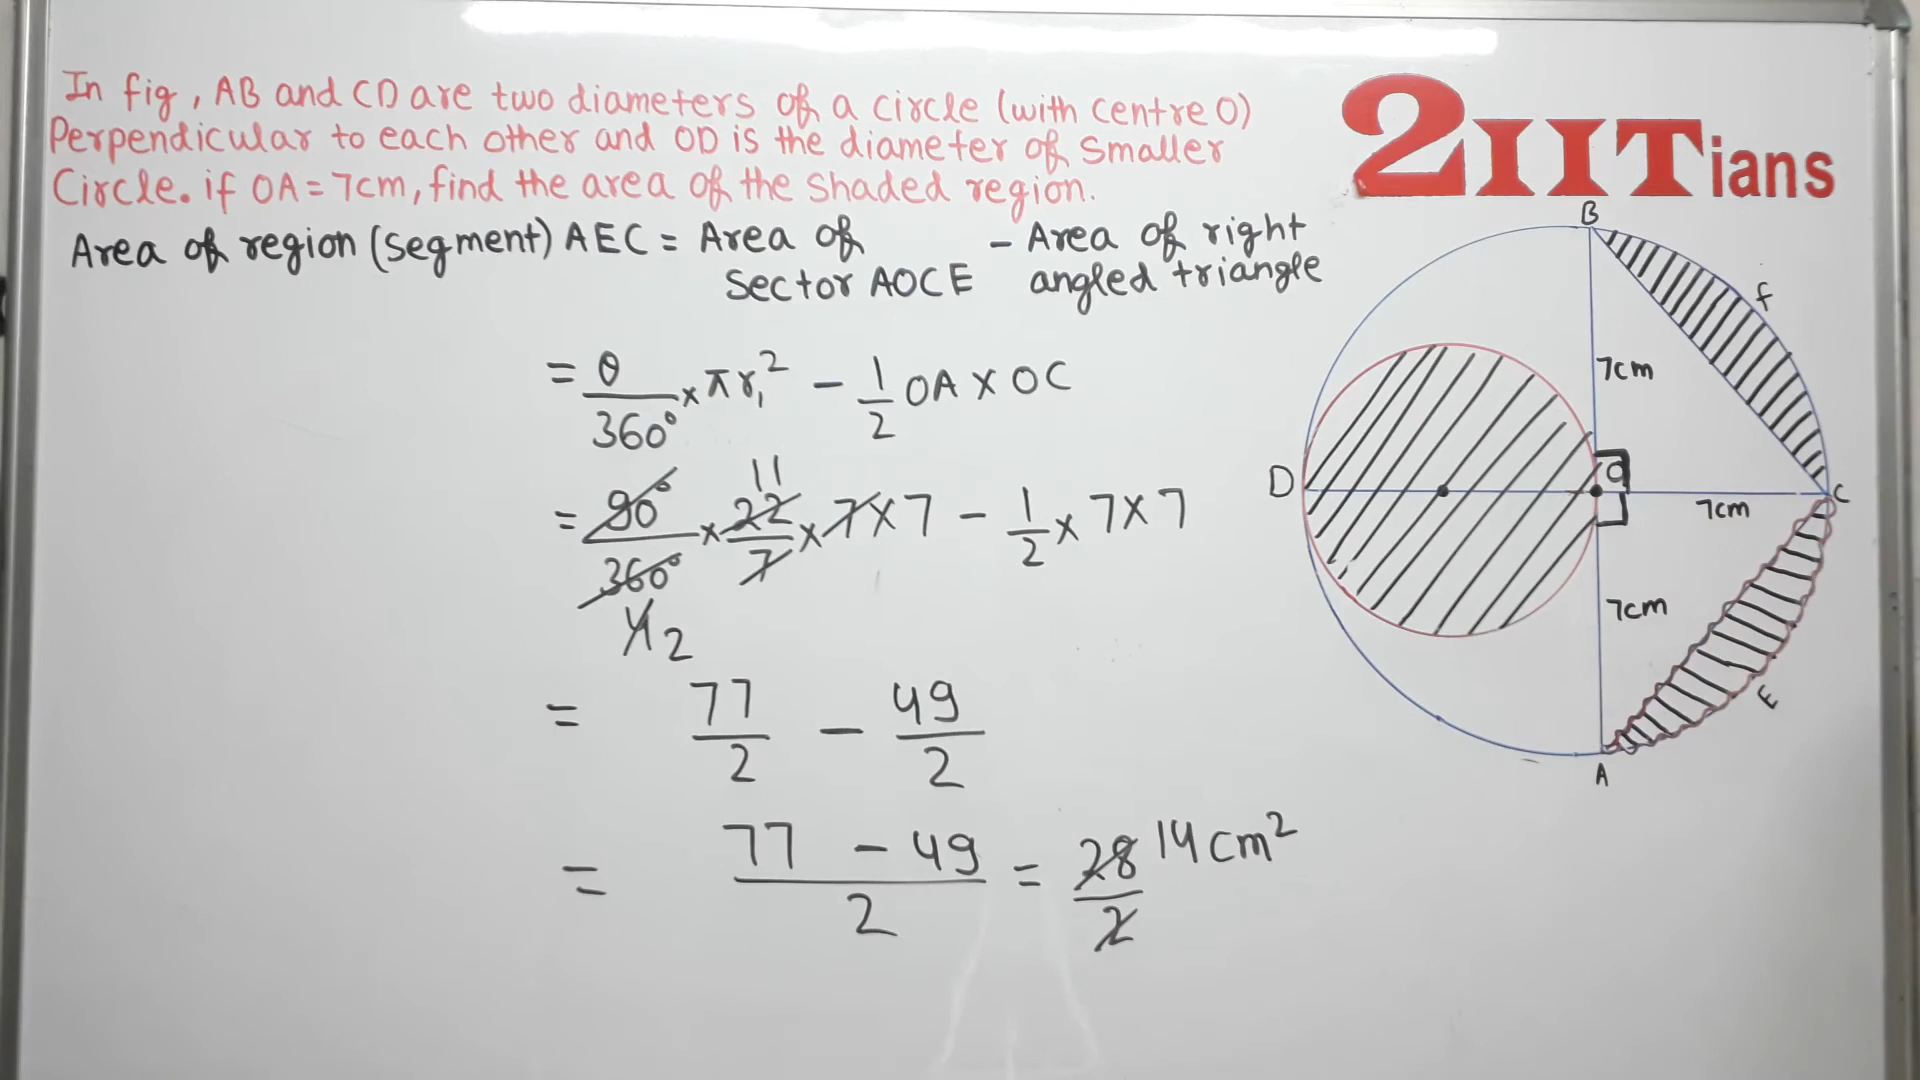 In fig, AB and CD are two diameters of a circle (with centre O)
Perpendicular to each other and OD is the diameter of smaller
Circle. if OA = 7cm, find the area of the shaded region.
2IITians
Area of region (segment) AEC = Area of - Area of right
sector AOCE angled triangle
= θ/360° × πr₁² - 1/2 OA × OC
= 90°/360° × 22/7 × 7 × 7 - 1/2 × 7 × 7
11
4 2
= 77/2 - 49/2
= 77 - 49/2 = 28/2 14 cm²
B
f
7cm
D
O
C
7cm
7cm
E
A